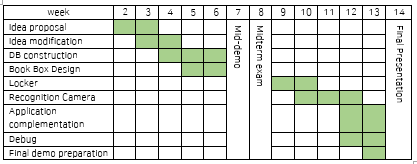 week 2 3 4 5 6 7 8 9 10 11 12 13 14
Idea proposal
Idea modification
DB construction
Book Box Design
Locker
Recognition Camera
Application
complementation
Debug
Final demo preparation
Mid-demo
Midterm exam
Final Presentation